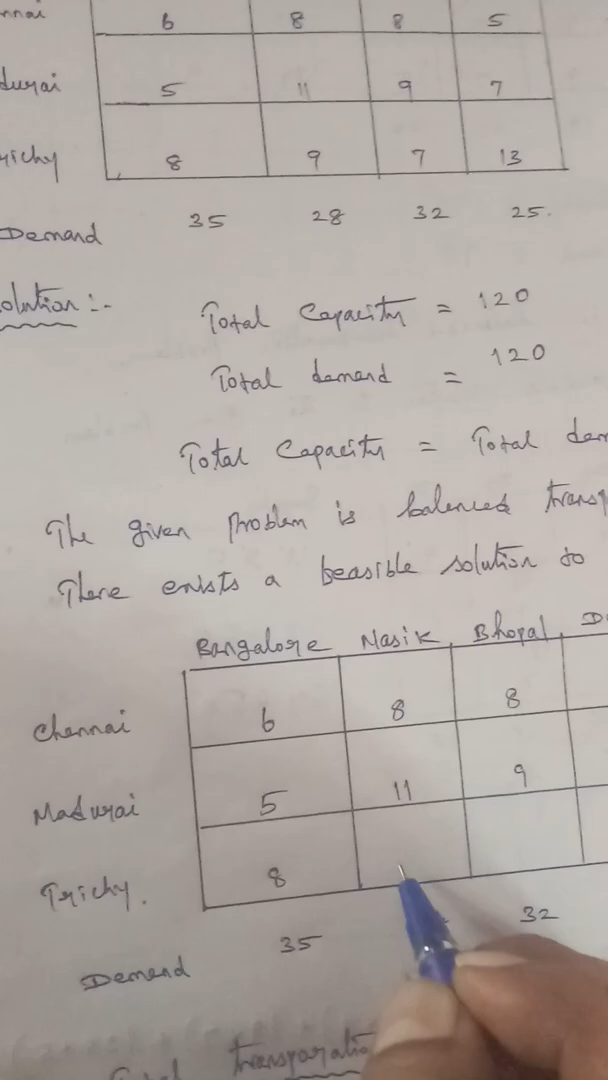 nnai 6 8 8 5
durai 5 11 9 7
richy 8 9 7 13
Demand 35 28 32 25.
olution :-
Total Capacity = 120
Total demand = 120
Total Capacity = Total dem
The given Problem is balenced transp
There exists a feasible solution to
Bangalore Nasik Bhopal D
Chennai 6 8 8
Madurai 5 11 9
Trichy. 8
Demand 35 32
transporatio